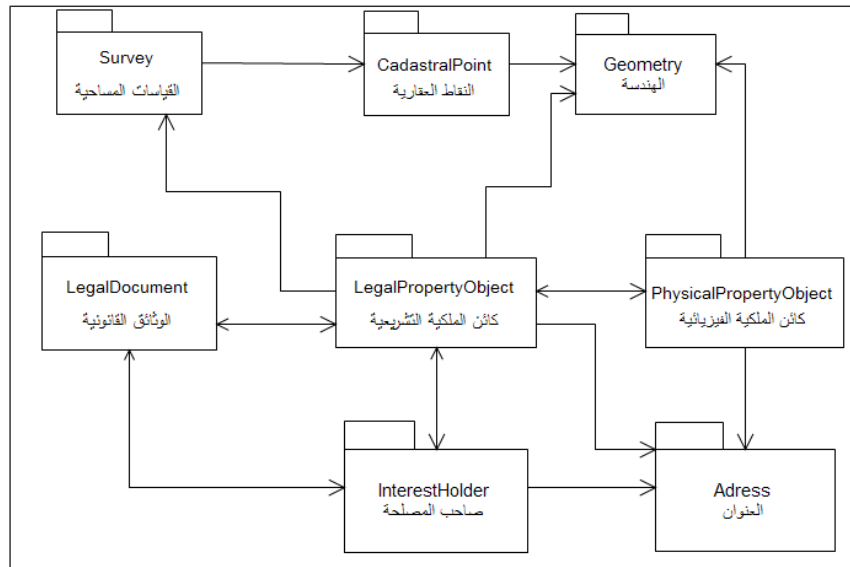 Survey
القياسات المساحية
CadastralPoint
النقاط العقارية
Geometry
الهندسة
LegalDocument
الوثائق القانونية
LegalPropertyObject
كائن الملكية التشريعية
PhysicalPropertyObject
كائن الملكية الفيزيائية
InterestHolder
صاحب المصلحة
Adress
العنوان